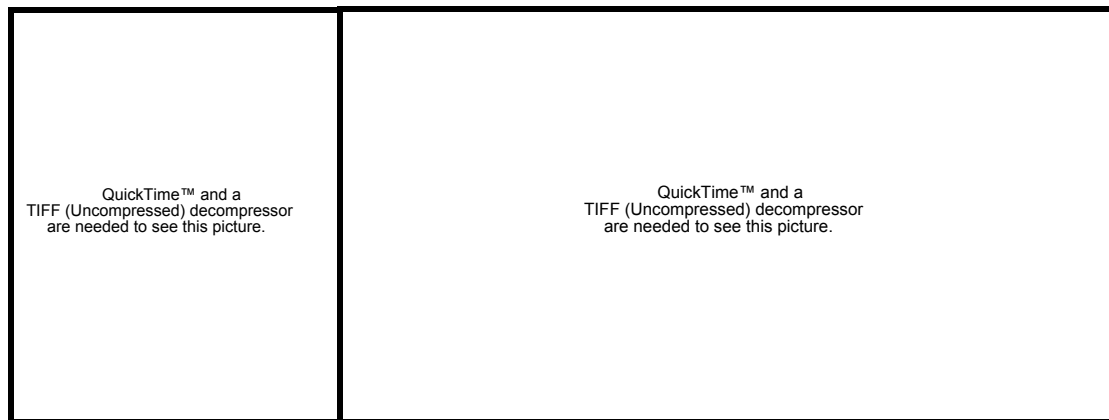 QuickTime™ and a
TIFF (Uncompressed) decompressor
are needed to see this picture.
QuickTime™ and a
TIFF (Uncompressed) decompressor
are needed to see this picture.